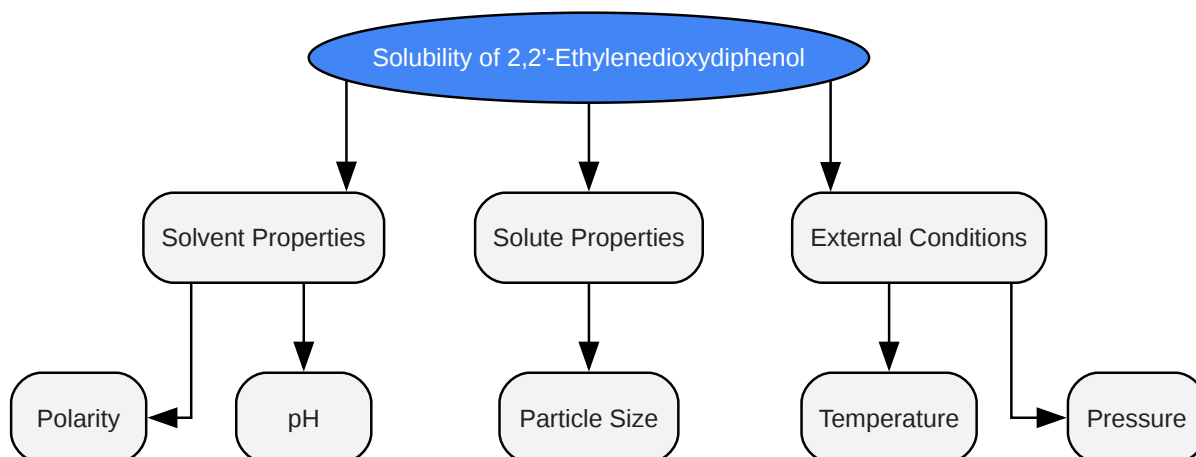 Solubility of 2,2'-Ethylenedioxydiphenol
Solvent Properties
Solute Properties
External Conditions
Polarity
pH
Particle Size
Temperature
Pressure